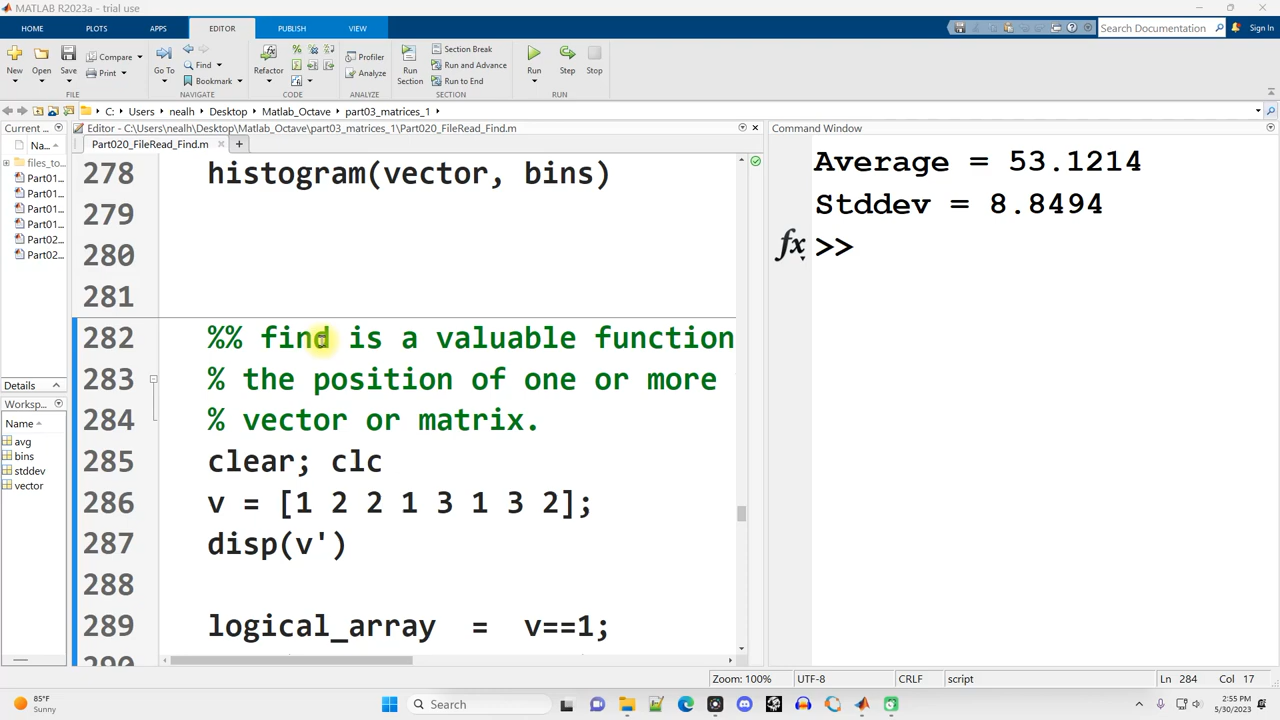 MATLAB R2023a - trial use
HOME PLOTS APPS EDITOR PUBLISH VIEW Search Documentation Sign In
New Open Save Compare Print Go To Find Bookmark Refactor Profiler Analyze Run Section Section Break Run and Advance Run to End Run Step Stop
FILE NAVIGATE CODE ANALYZE SECTION RUN
C: Users nealh Desktop Matlab_Octave part03_matrices_1
Current ...
Editor - C:\Users\nealh\Desktop\Matlab_Octave\part03_matrices_1\Part020_FileRead_Find.m
Command Window
Na...
Part020_FileRead_Find.m
files_to...
Part01...
Part01...
Part01...
Part01...
Part02...
Part02...
Details
Worksp...
Name
avg
bins
stddev
vector
278 histogram(vector, bins)
279
280
281
282 %% find is a valuable function
283 % the position of one or more
284 % vector or matrix.
285 clear; clc
286 v = [1 2 2 1 3 1 3 2];
287 disp(v')
288
289 logical_array = v==1;
290
Average = 53.1214
Stddev = 8.8494
fx >>
Zoom: 100% UTF-8 CRLF script Ln 284 Col 17
85°F
Sunny
Search
2:55 PM
5/30/2023